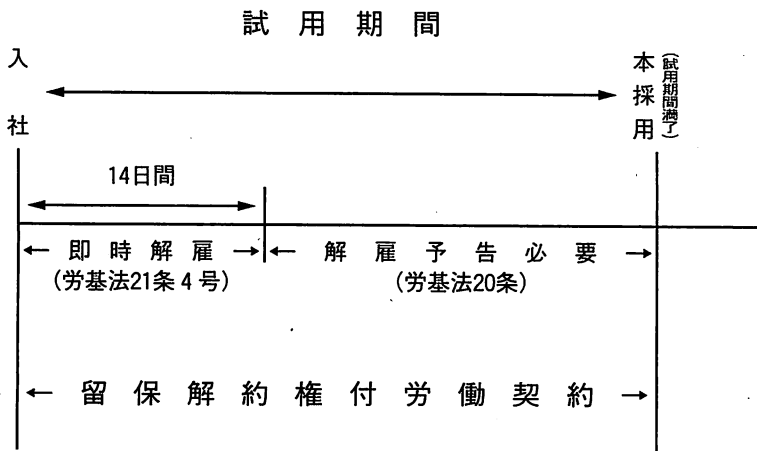 試用期間
入社
本採用
(試用期間満了)
14日間
← 即時解雇 →
← 解雇予告必要 →
(労基法21条4号)
(労基法20条)
← 留保解約権付労働契約 →